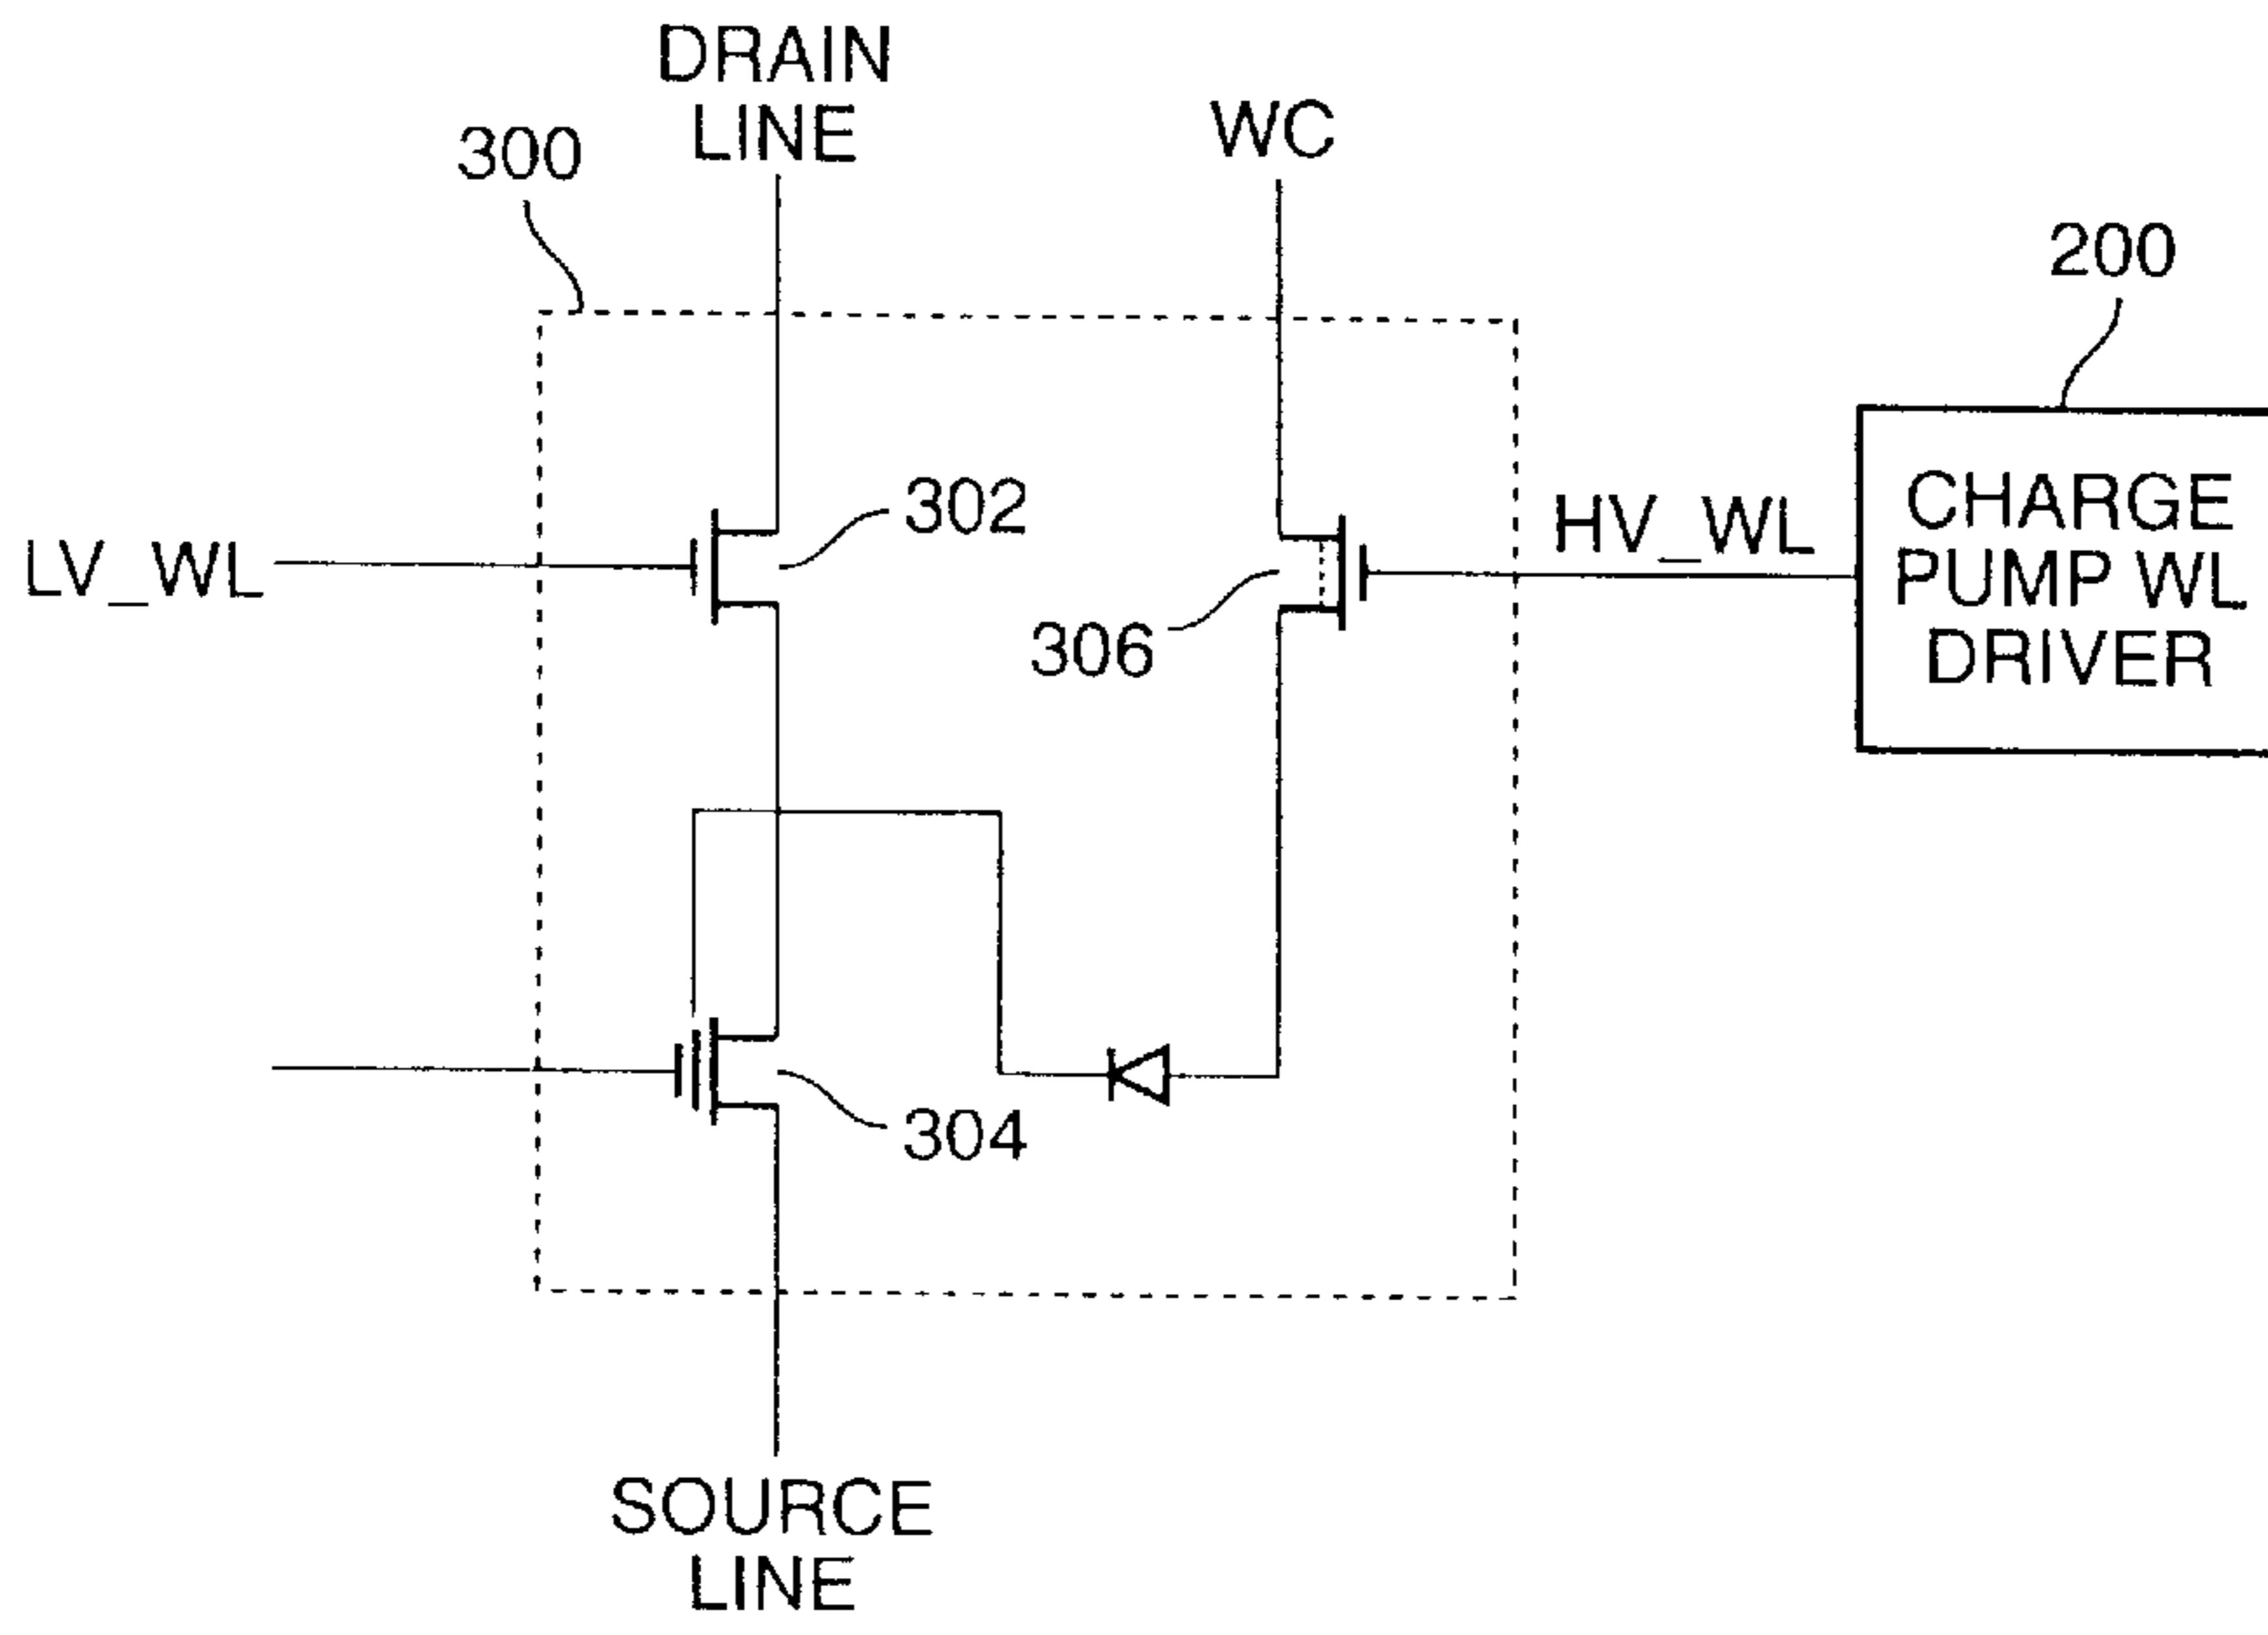 DRAIN
LINE
WC
300
200
LV_WL
302
306
HV_WL
CHARGE
PUMP WL
DRIVER
304
SOURCE
LINE